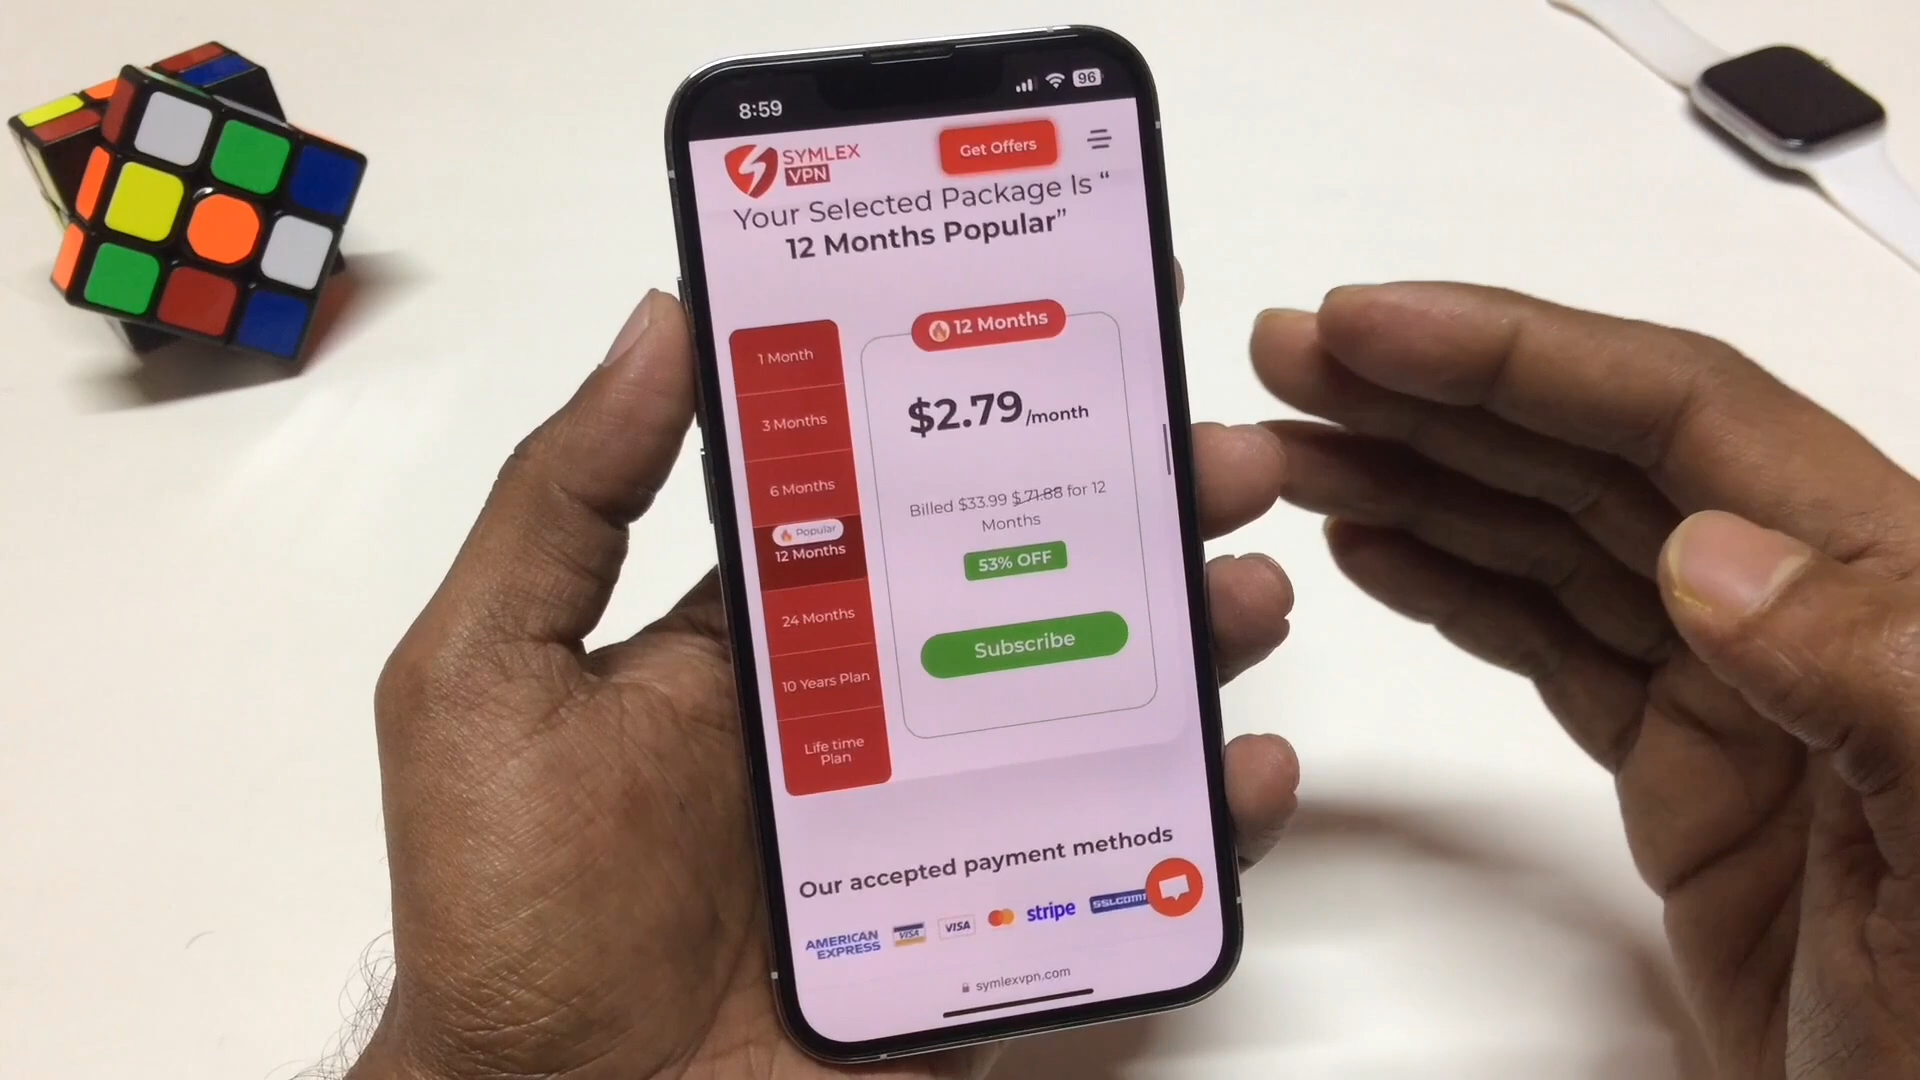 8:59
96
SYMLEX
VPN
Get Offers
Your Selected Package Is “
12 Months Popular”
1 Month
3 Months
6 Months
Popular
12 Months
24 Months
10 Years Plan
Life time
Plan
12 Months
$2.79/month
Billed $33.99 $ 71.88 for 12
Months
53% OFF
Subscribe
Our accepted payment methods
AMERICAN
EXPRESS
VISA
VISA
stripe
SSLCOM
symlexvpn.com